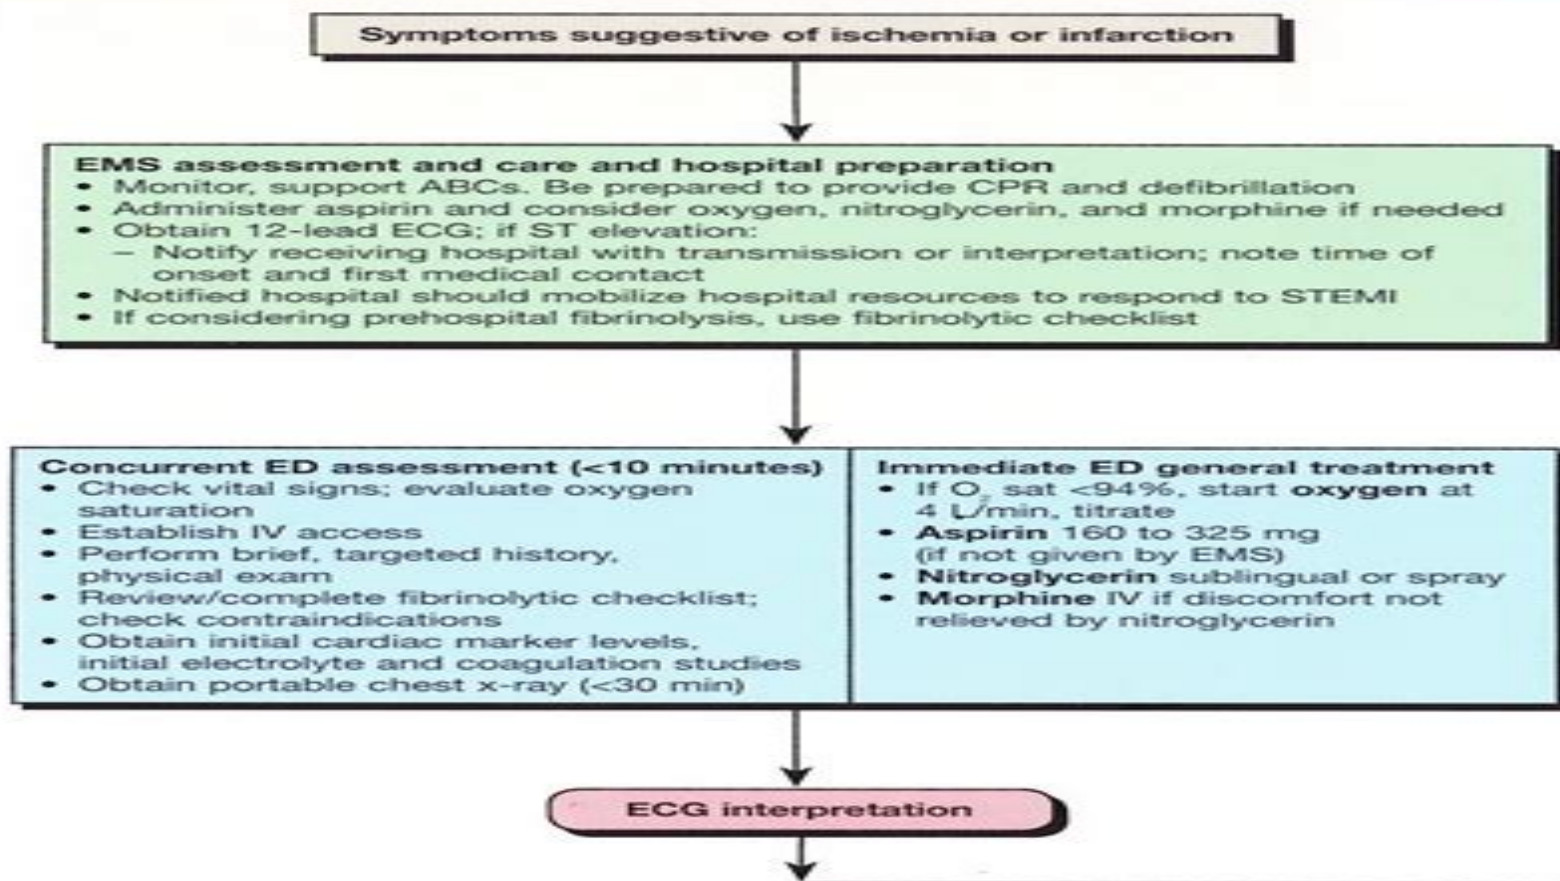 Symptoms suggestive of ischemia or infarction
EMS assessment and care and hospital preparation
• Monitor, support ABCs. Be prepared to provide CPR and defibrillation
• Administer aspirin and consider oxygen, nitroglycerin, and morphine if needed
• Obtain 12-lead ECG; if ST elevation:
– Notify receiving hospital with transmission or interpretation; note time of
onset and first medical contact
• Notified hospital should mobilize hospital resources to respond to STEMI
• If considering prehospital fibrinolysis, use fibrinolytic checklist
Concurrent ED assessment (<10 minutes)
• Check vital signs; evaluate oxygen
saturation
• Establish IV access
• Perform brief, targeted history,
physical exam
• Review/complete fibrinolytic checklist;
check contraindications
• Obtain initial cardiac marker levels,
initial electrolyte and coagulation studies
• Obtain portable chest x-ray (<30 min)
Immediate ED general treatment
• If O₂ sat <94%, start oxygen at
4 L/min, titrate
• Aspirin 160 to 325 mg
(if not given by EMS)
• Nitroglycerin sublingual or spray
• Morphine IV if discomfort not
relieved by nitroglycerin
ECG interpretation